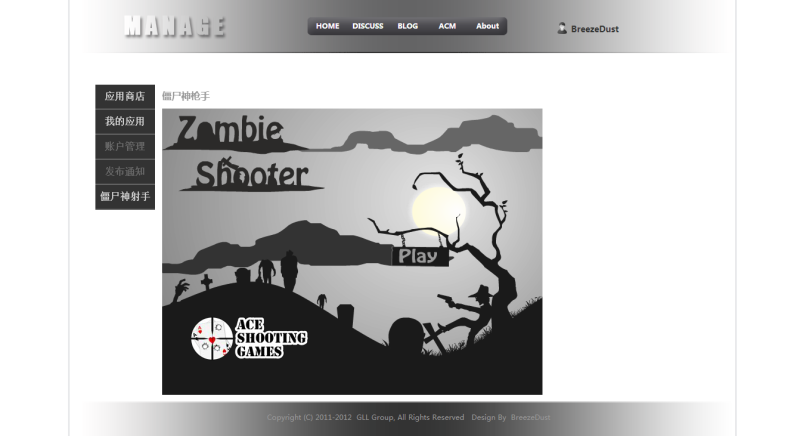 MANAGE
HOME DISCUSS BLOG ACM About
BreezeDust
应用商店
我的应用
账户管理
发布通知
僵尸神射手
僵尸神枪手
Zombie
Shooter
Play
ACE
SHOOTING
GAMES
Copyright (C) 2011-2012 GLL Group, All Rights Reserved Design By BreezeDust